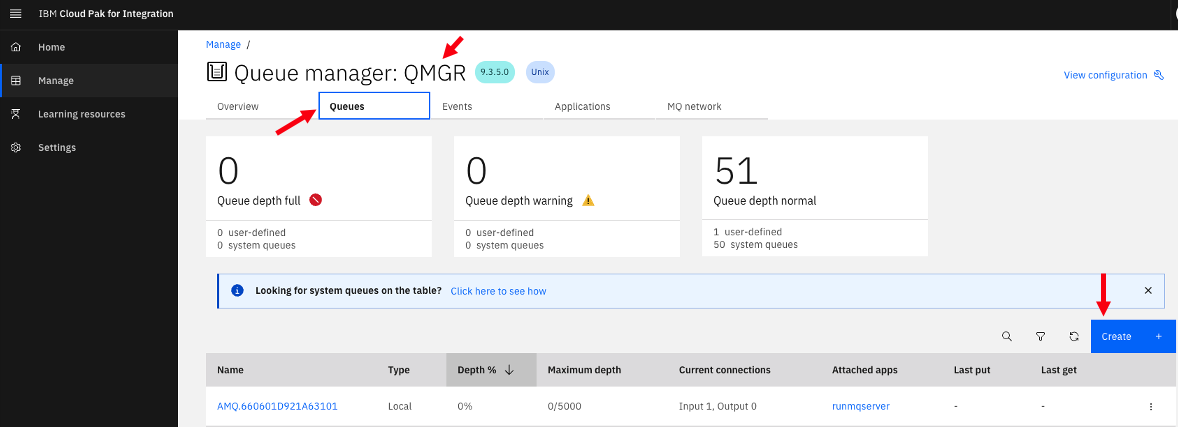 IBM Cloud Pak for Integration
Home
Manage
Learning resources
Settings
Manage /
Queue manager: QMGR 9.3.5.0 Unix
View configuration
Overview Queues Events Applications MQ network
0 0 51
Queue depth full Queue depth warning Queue depth normal
0 user-defined 0 user-defined 1 user-defined
0 system queues 0 system queues 50 system queues
Looking for system queues on the table? Click here to see how
Create +
Name Type Depth % Maximum depth Current connections Attached apps Last put Last get
AMQ.660601D921A63101 Local 0% 0/5000 Input 1, Output 0 runmqserver - -